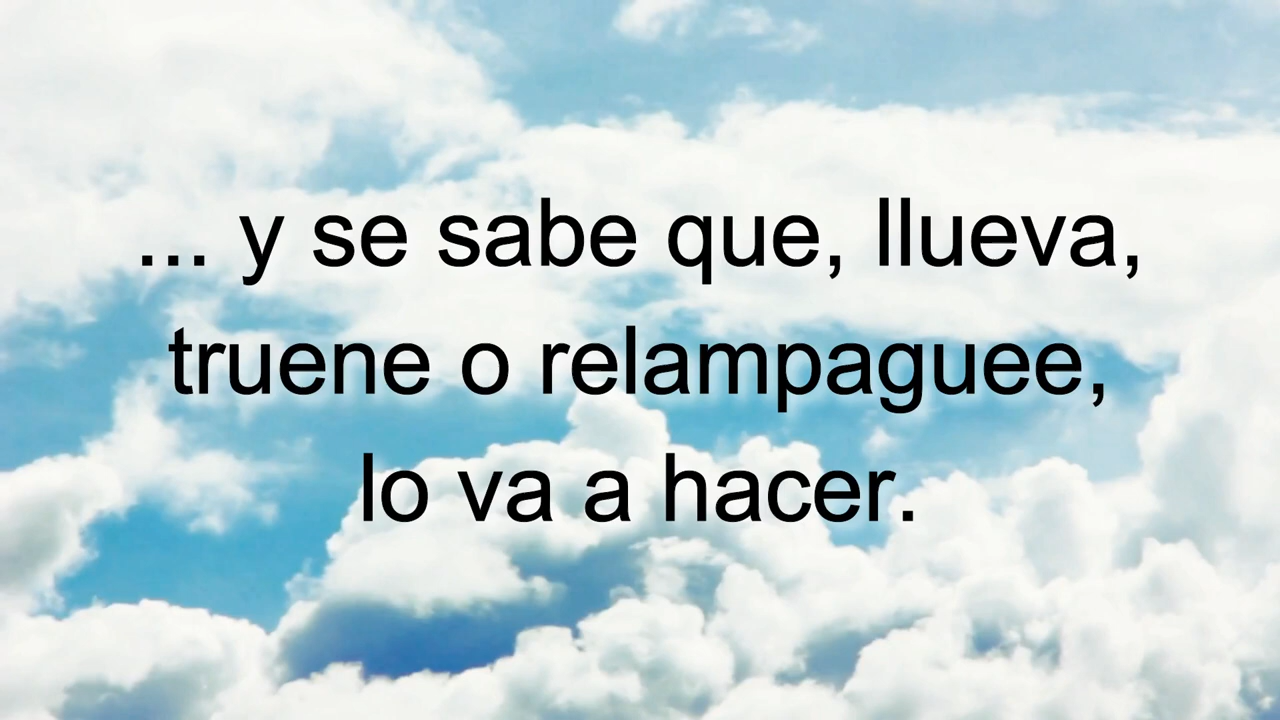 ... y se sabe que, llueva,
truene o relampaguee,
lo va a hacer.